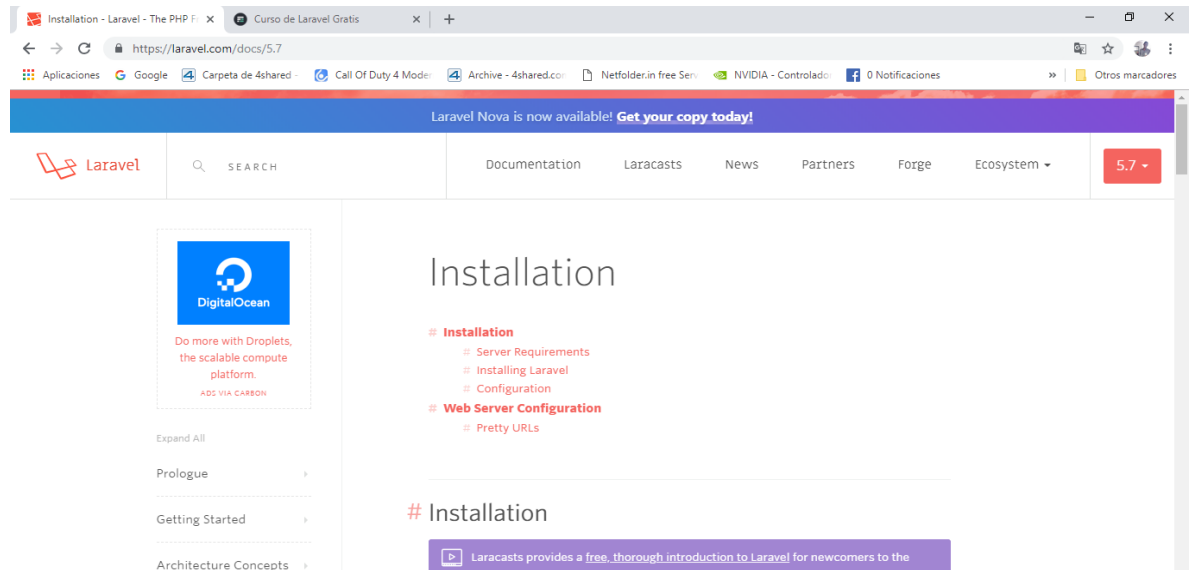 Installation - Laravel - The PHP Fr
Curso de Laravel Gratis
https://laravel.com/docs/5.7
Aplicaciones
Google
Carpeta de 4shared -
Call Of Duty 4 Moder
Archive - 4shared.com
Netfolder.in free Serv
NVIDIA - Controlador
0 Notificaciones
»
Otros marcadores
Laravel Nova is now available! Get your copy today!
Laravel
SEARCH
Documentation
Laracasts
News
Partners
Forge
Ecosystem
5.7
DigitalOcean
Do more with Droplets,
the scalable compute
platform.
ADS VIA CARBON
Expand All
Prologue
Getting Started
Architecture Concepts
Installation
# Installation
# Server Requirements
# Installing Laravel
# Configuration
# Web Server Configuration
# Pretty URLs
# Installation
Laracasts provides a free, thorough introduction to Laravel for newcomers to the